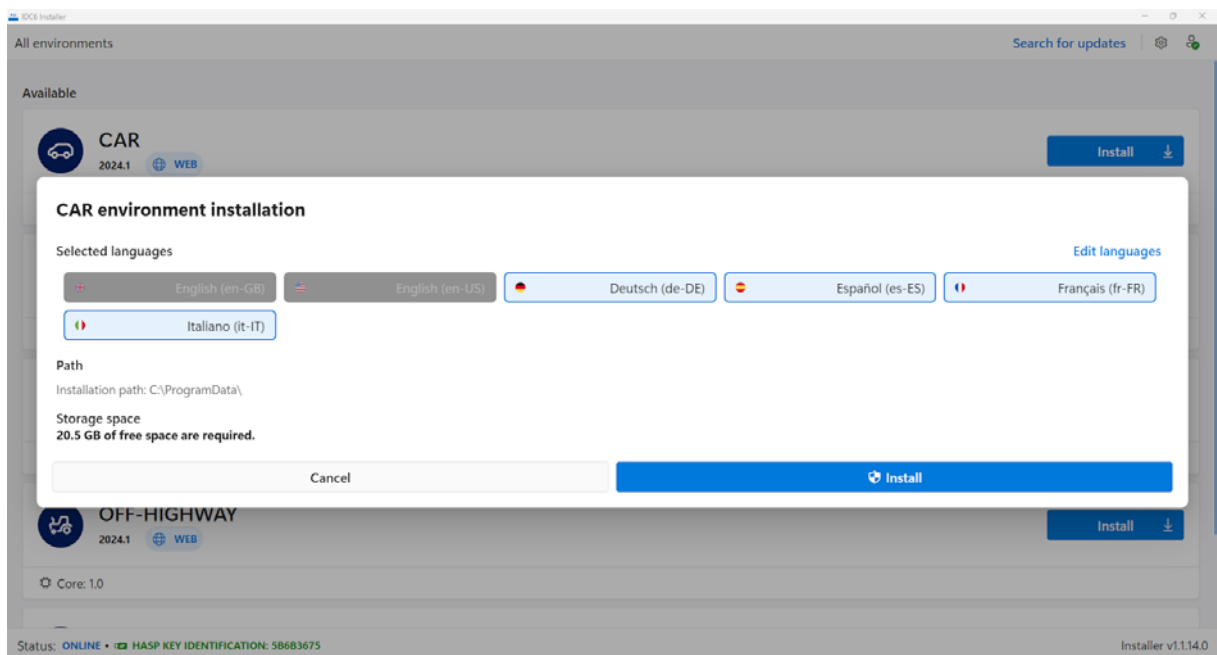 IDC6 Installer
All environments
Search for updates
Available
CAR
2024.1 WEB
Install
CAR environment installation
Selected languages
Edit languages
English (en-GB) English (en-US) Deutsch (de-DE) Español (es-ES) Français (fr-FR)
Italiano (it-IT)
Path
Installation path: C:\ProgramData\
Storage space
20.5 GB of free space are required.
Cancel
Install
OFF-HIGHWAY
2024.1 WEB
Install
Core: 1.0
Status: ONLINE • HASP KEY IDENTIFICATION: 5B6B3675
Installer v1.1.14.0